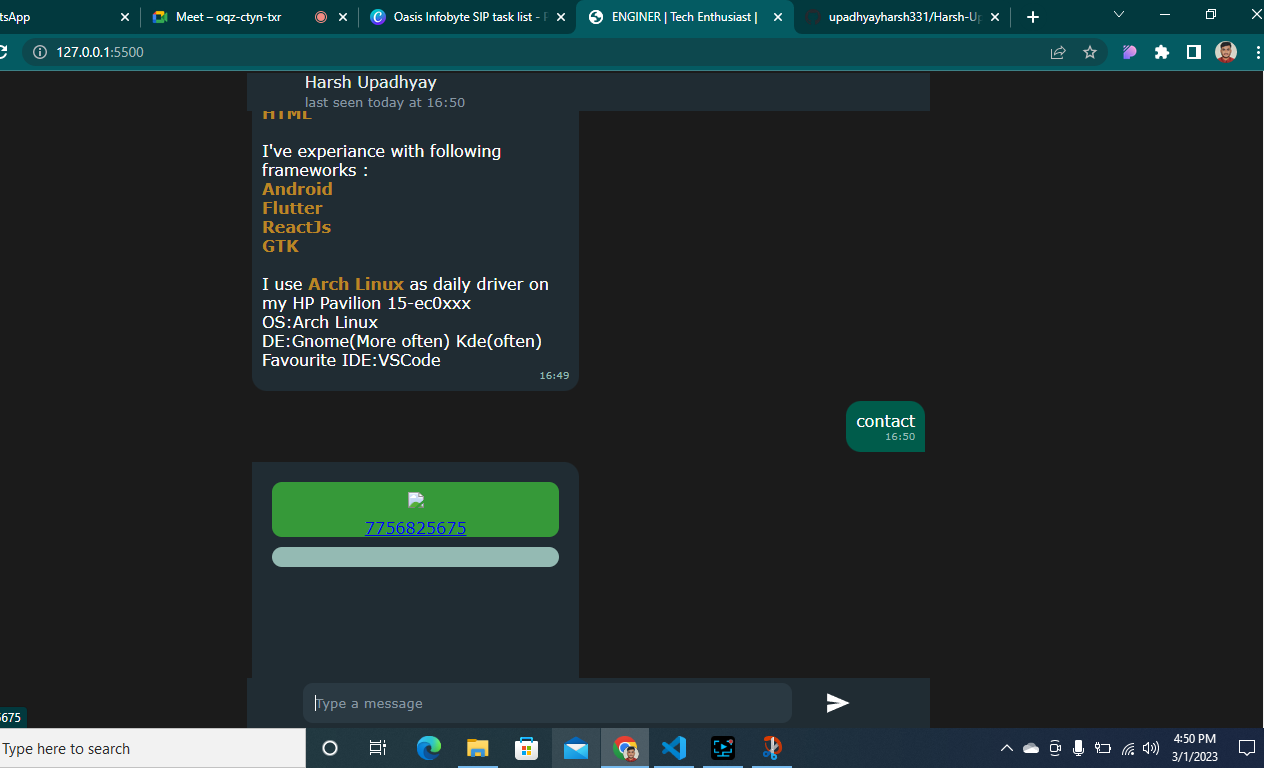 tsApp
Meet – oqz-ctyn-txr
Oasis Infobyte SIP task list -
ENGINER | Tech Enthusiast |
upadhyayharsh331/Harsh-Up
127.0.0.1:5500
Harsh Upadhyay
last seen today at 16:50
HTML
I've experiance with following
frameworks :
Android
Flutter
ReactJs
GTK
I use Arch Linux as daily driver on
my HP Pavilion 15-ec0xxx
OS:Arch Linux
DE:Gnome(More often) Kde(often)
Favourite IDE:VSCode
16:49
contact
16:50
7756825675
Type a message
5675
Type here to search
4:50 PM
3/1/2023